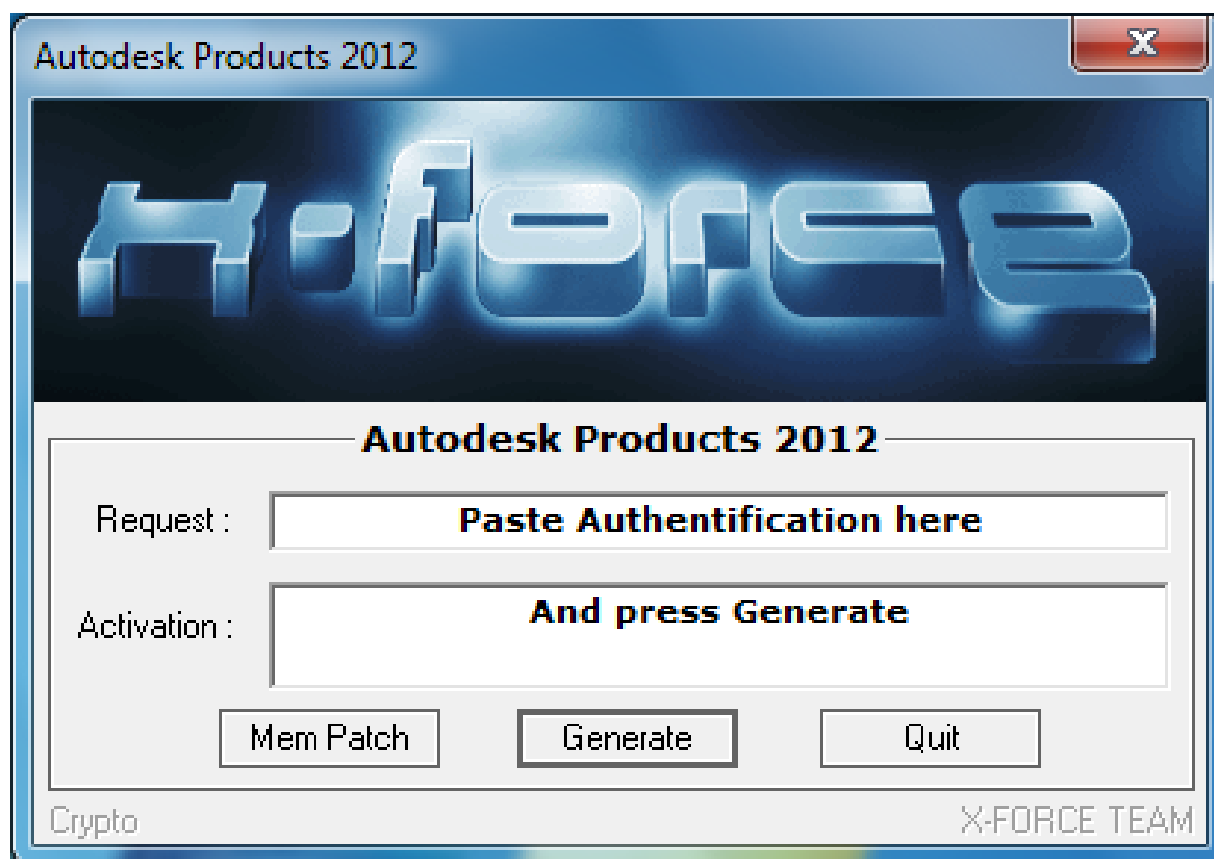 Autodesk Products 2012
x-force
Autodesk Products 2012
Request :
Paste Authentification here
Activation :
And press Generate
Mem Patch
Generate
Quit
Crypto
X-FORCE TEAM